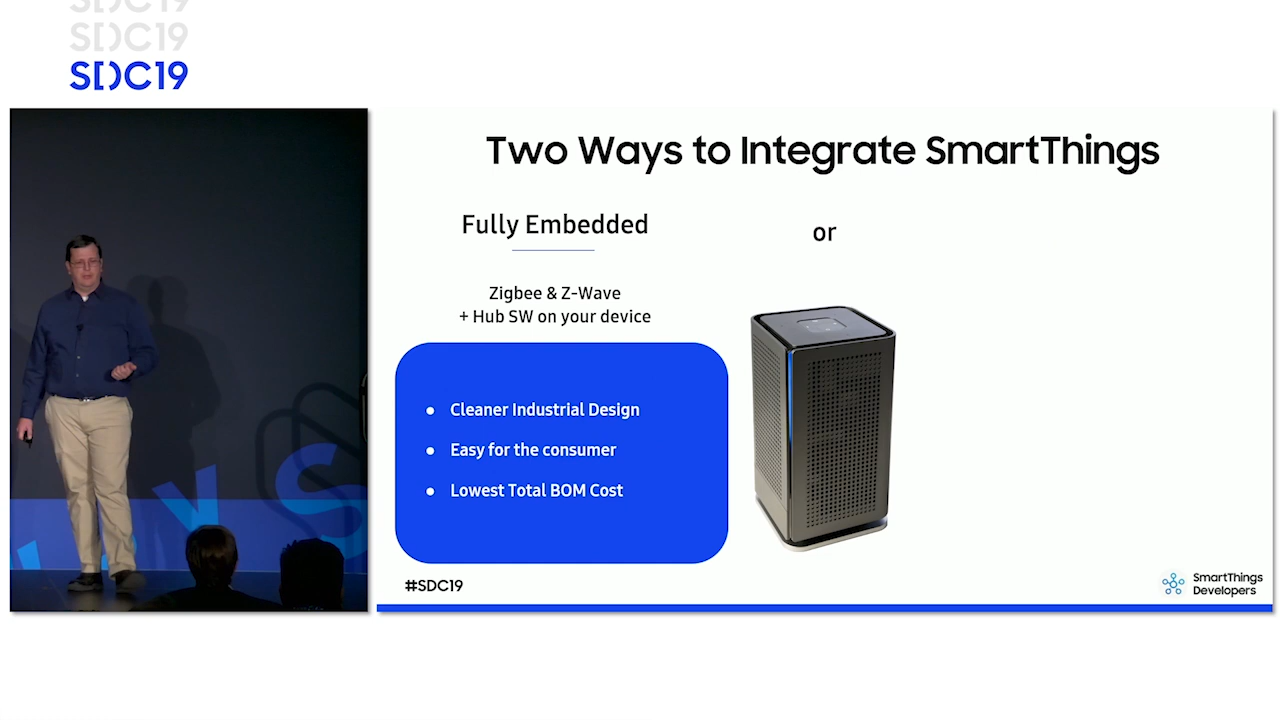 SDC19
SDC19
SDC19
Two Ways to Integrate SmartThings
Fully Embedded
or
Zigbee & Z-Wave
+ Hub SW on your device
• Cleaner Industrial Design
• Easy for the consumer
• Lowest Total BOM Cost
#SDC19
SmartThings
Developers